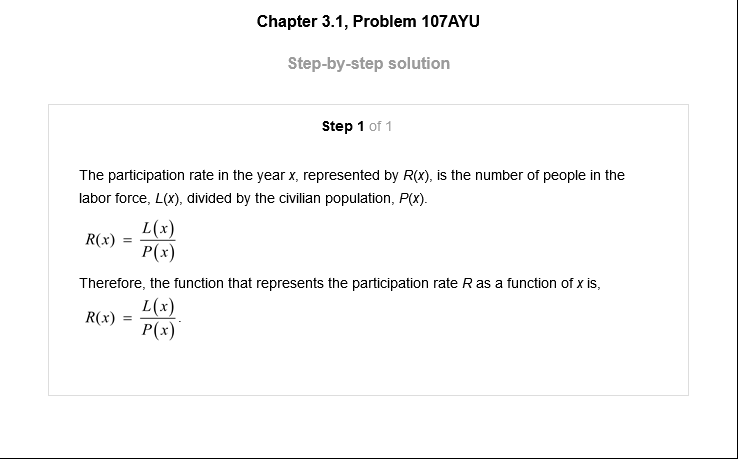 Chapter 3.1, Problem 107AYU
Step-by-step solution
Step 1 of 1
The participation rate in the year x, represented by R(x), is the number of people in the
labor force, L(x), divided by the civilian population, P(x).
R(x) = L(x)/P(x)
Therefore, the function that represents the participation rate R as a function of x is,
R(x) = L(x)/P(x).